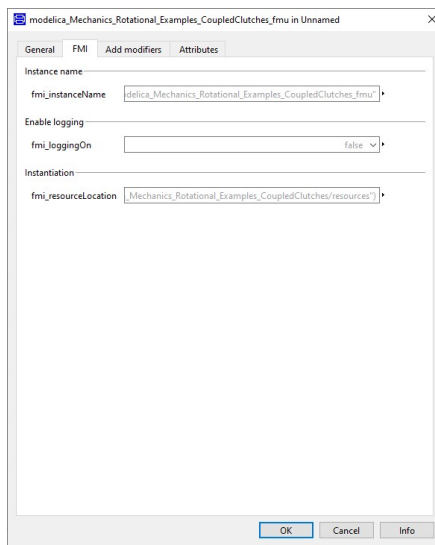 modelica_Mechanics_Rotational_Examples_CoupledClutches_fmu in Unnamed
General FMI Add modifiers Attributes
Instance name
fmi_instanceName odelica_Mechanics_Rotational_Examples_CoupledClutches_fmu"
Enable logging
fmi_loggingOn false
Instantiation
fmi_resourceLocation _Mechanics_Rotational_Examples_CoupledClutches/resources")
OK Cancel Info